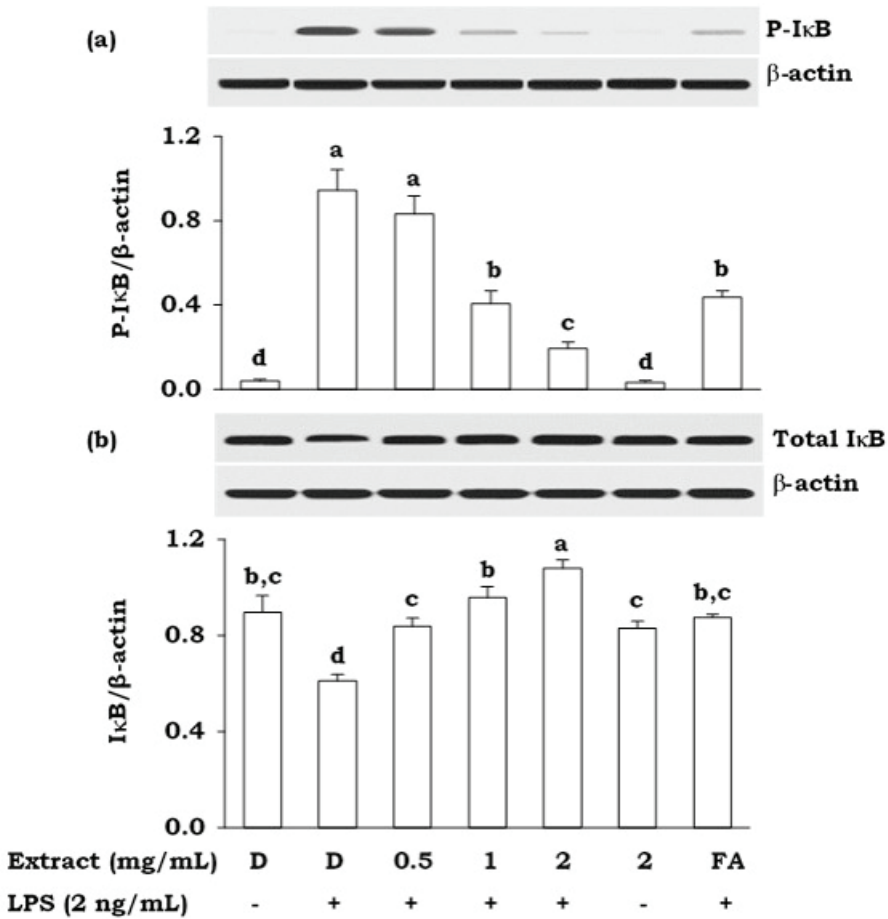 (a)
P-IκB
β-actin
P-IκB/β-actin
1.2
0.8
0.4
0.0
d a a b c d b
(b)
Total IκB
β-actin
IκB/β-actin
1.2
0.8
0.4
0.0
b,c d c b a c b,c
Extract (mg/mL) D D 0.5 1 2 2 FA
LPS (2 ng/mL) - + + + + - +